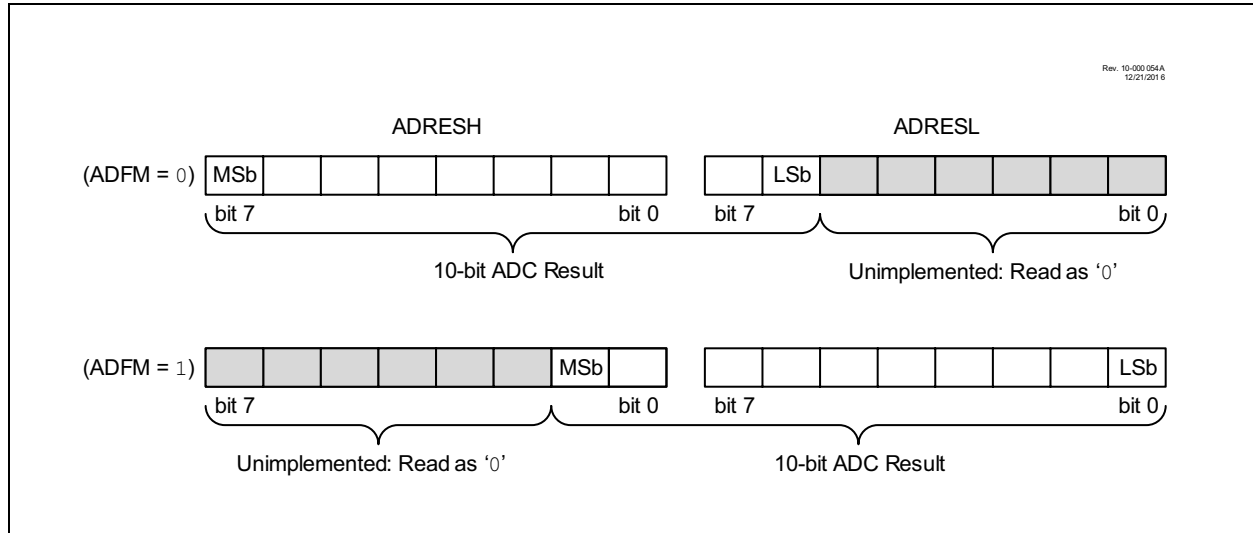 Rev. 10-000 054A
12/21/201 6
ADRESH ADRESL
(ADFM = 0) MSb LSb
bit 7 bit 0 bit 7 bit 0
10-bit ADC Result Unimplemented: Read as ‘0’
(ADFM = 1) MSb LSb
bit 7 bit 0 bit 7 bit 0
Unimplemented: Read as ‘0’ 10-bit ADC Result